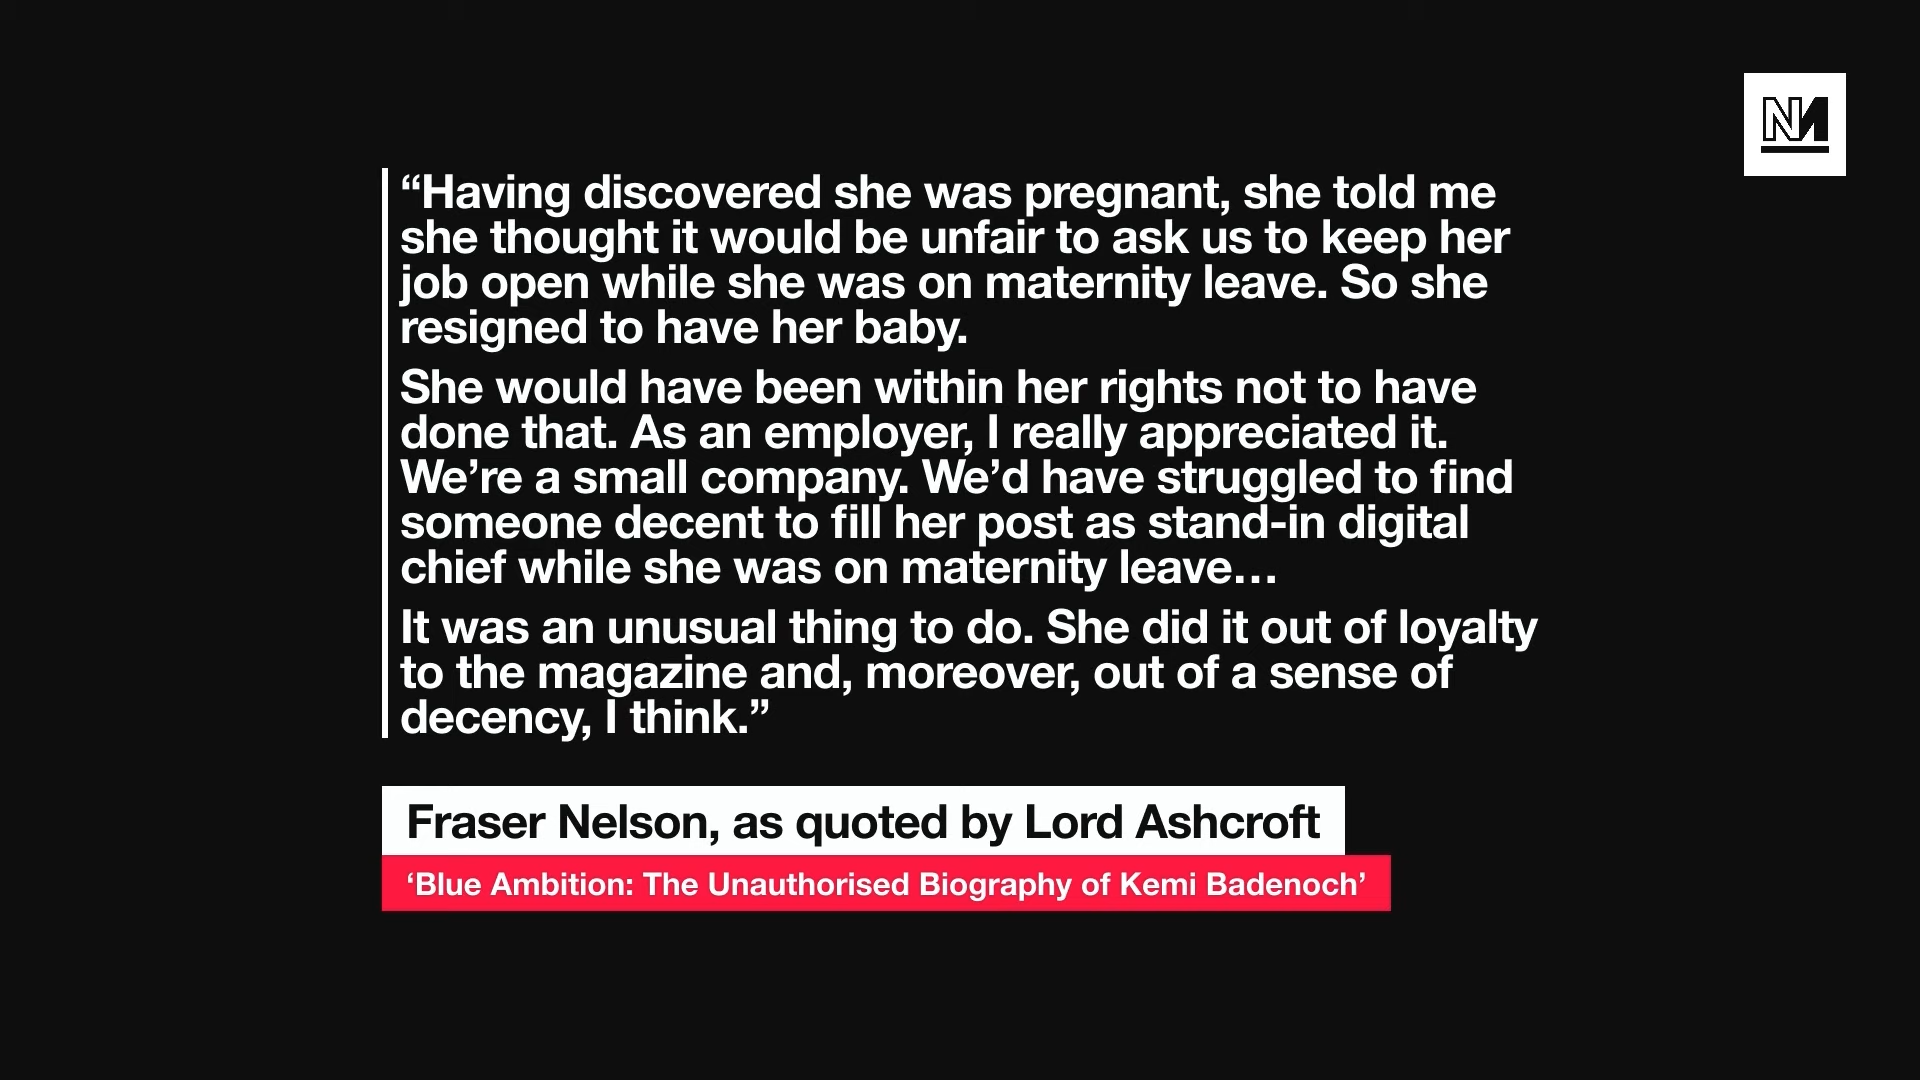 NM
“Having discovered she was pregnant, she told me
she thought it would be unfair to ask us to keep her
job open while she was on maternity leave. So she
resigned to have her baby.
She would have been within her rights not to have
done that. As an employer, I really appreciated it.
We’re a small company. We’d have struggled to find
someone decent to fill her post as stand-in digital
chief while she was on maternity leave…
It was an unusual thing to do. She did it out of loyalty
to the magazine and, moreover, out of a sense of
decency, I think.”
Fraser Nelson, as quoted by Lord Ashcroft
‘Blue Ambition: The Unauthorised Biography of Kemi Badenoch’